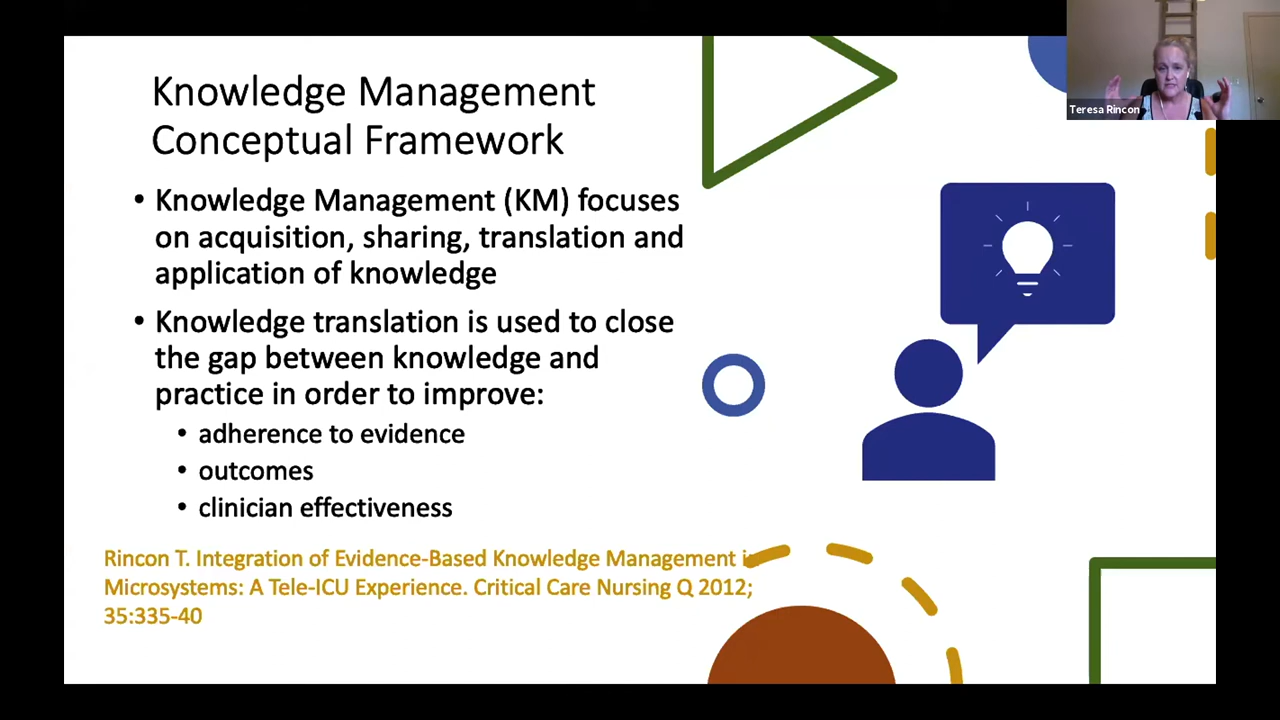 Knowledge Management
Conceptual Framework
• Knowledge Management (KM) focuses
on acquisition, sharing, translation and
application of knowledge
• Knowledge translation is used to close
the gap between knowledge and
practice in order to improve:
• adherence to evidence
• outcomes
• clinician effectiveness
Rincon T. Integration of Evidence-Based Knowledge Management in
Microsystems: A Tele-ICU Experience. Critical Care Nursing Q 2012;
35:335-40
Teresa Rincon